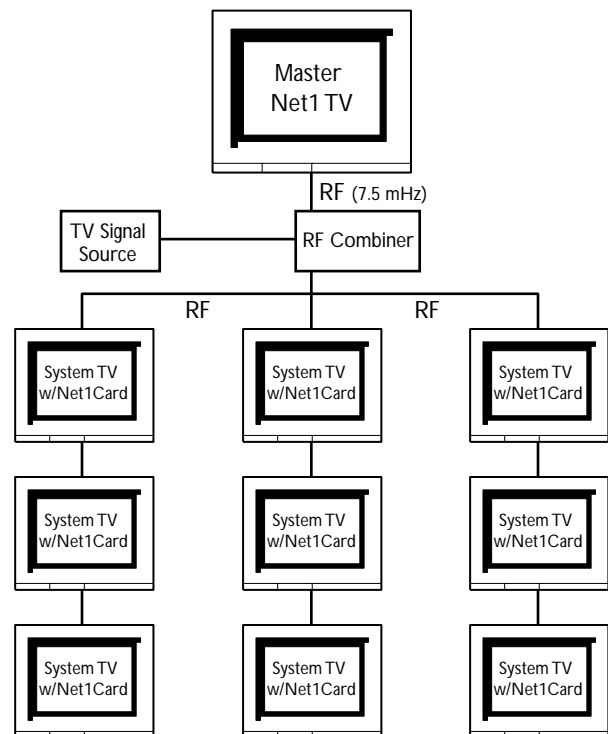 Master
Net1 TV
RF (7.5 mHz)
TV Signal
Source
RF Combiner
RF
RF
System TV
w/Net1Card
System TV
w/Net1Card
System TV
w/Net1Card
System TV
w/Net1Card
System TV
w/Net1Card
System TV
w/Net1Card
System TV
w/Net1Card
System TV
w/Net1Card
System TV
w/Net1Card